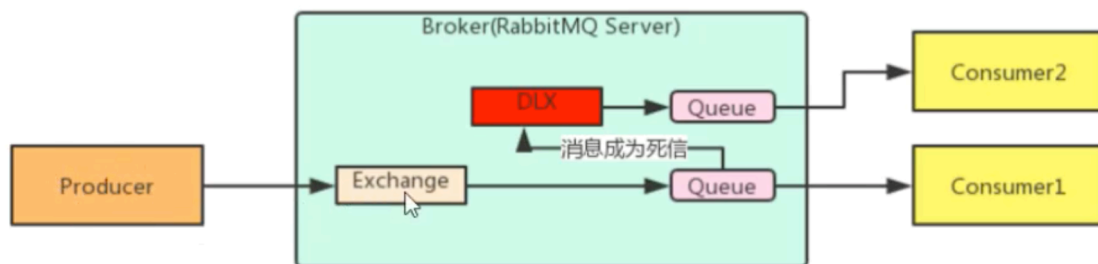 Broker(RabbitMQ Server)
Consumer2
DLX
Queue
消息成为死信
Producer
Exchange
Queue
Consumer1